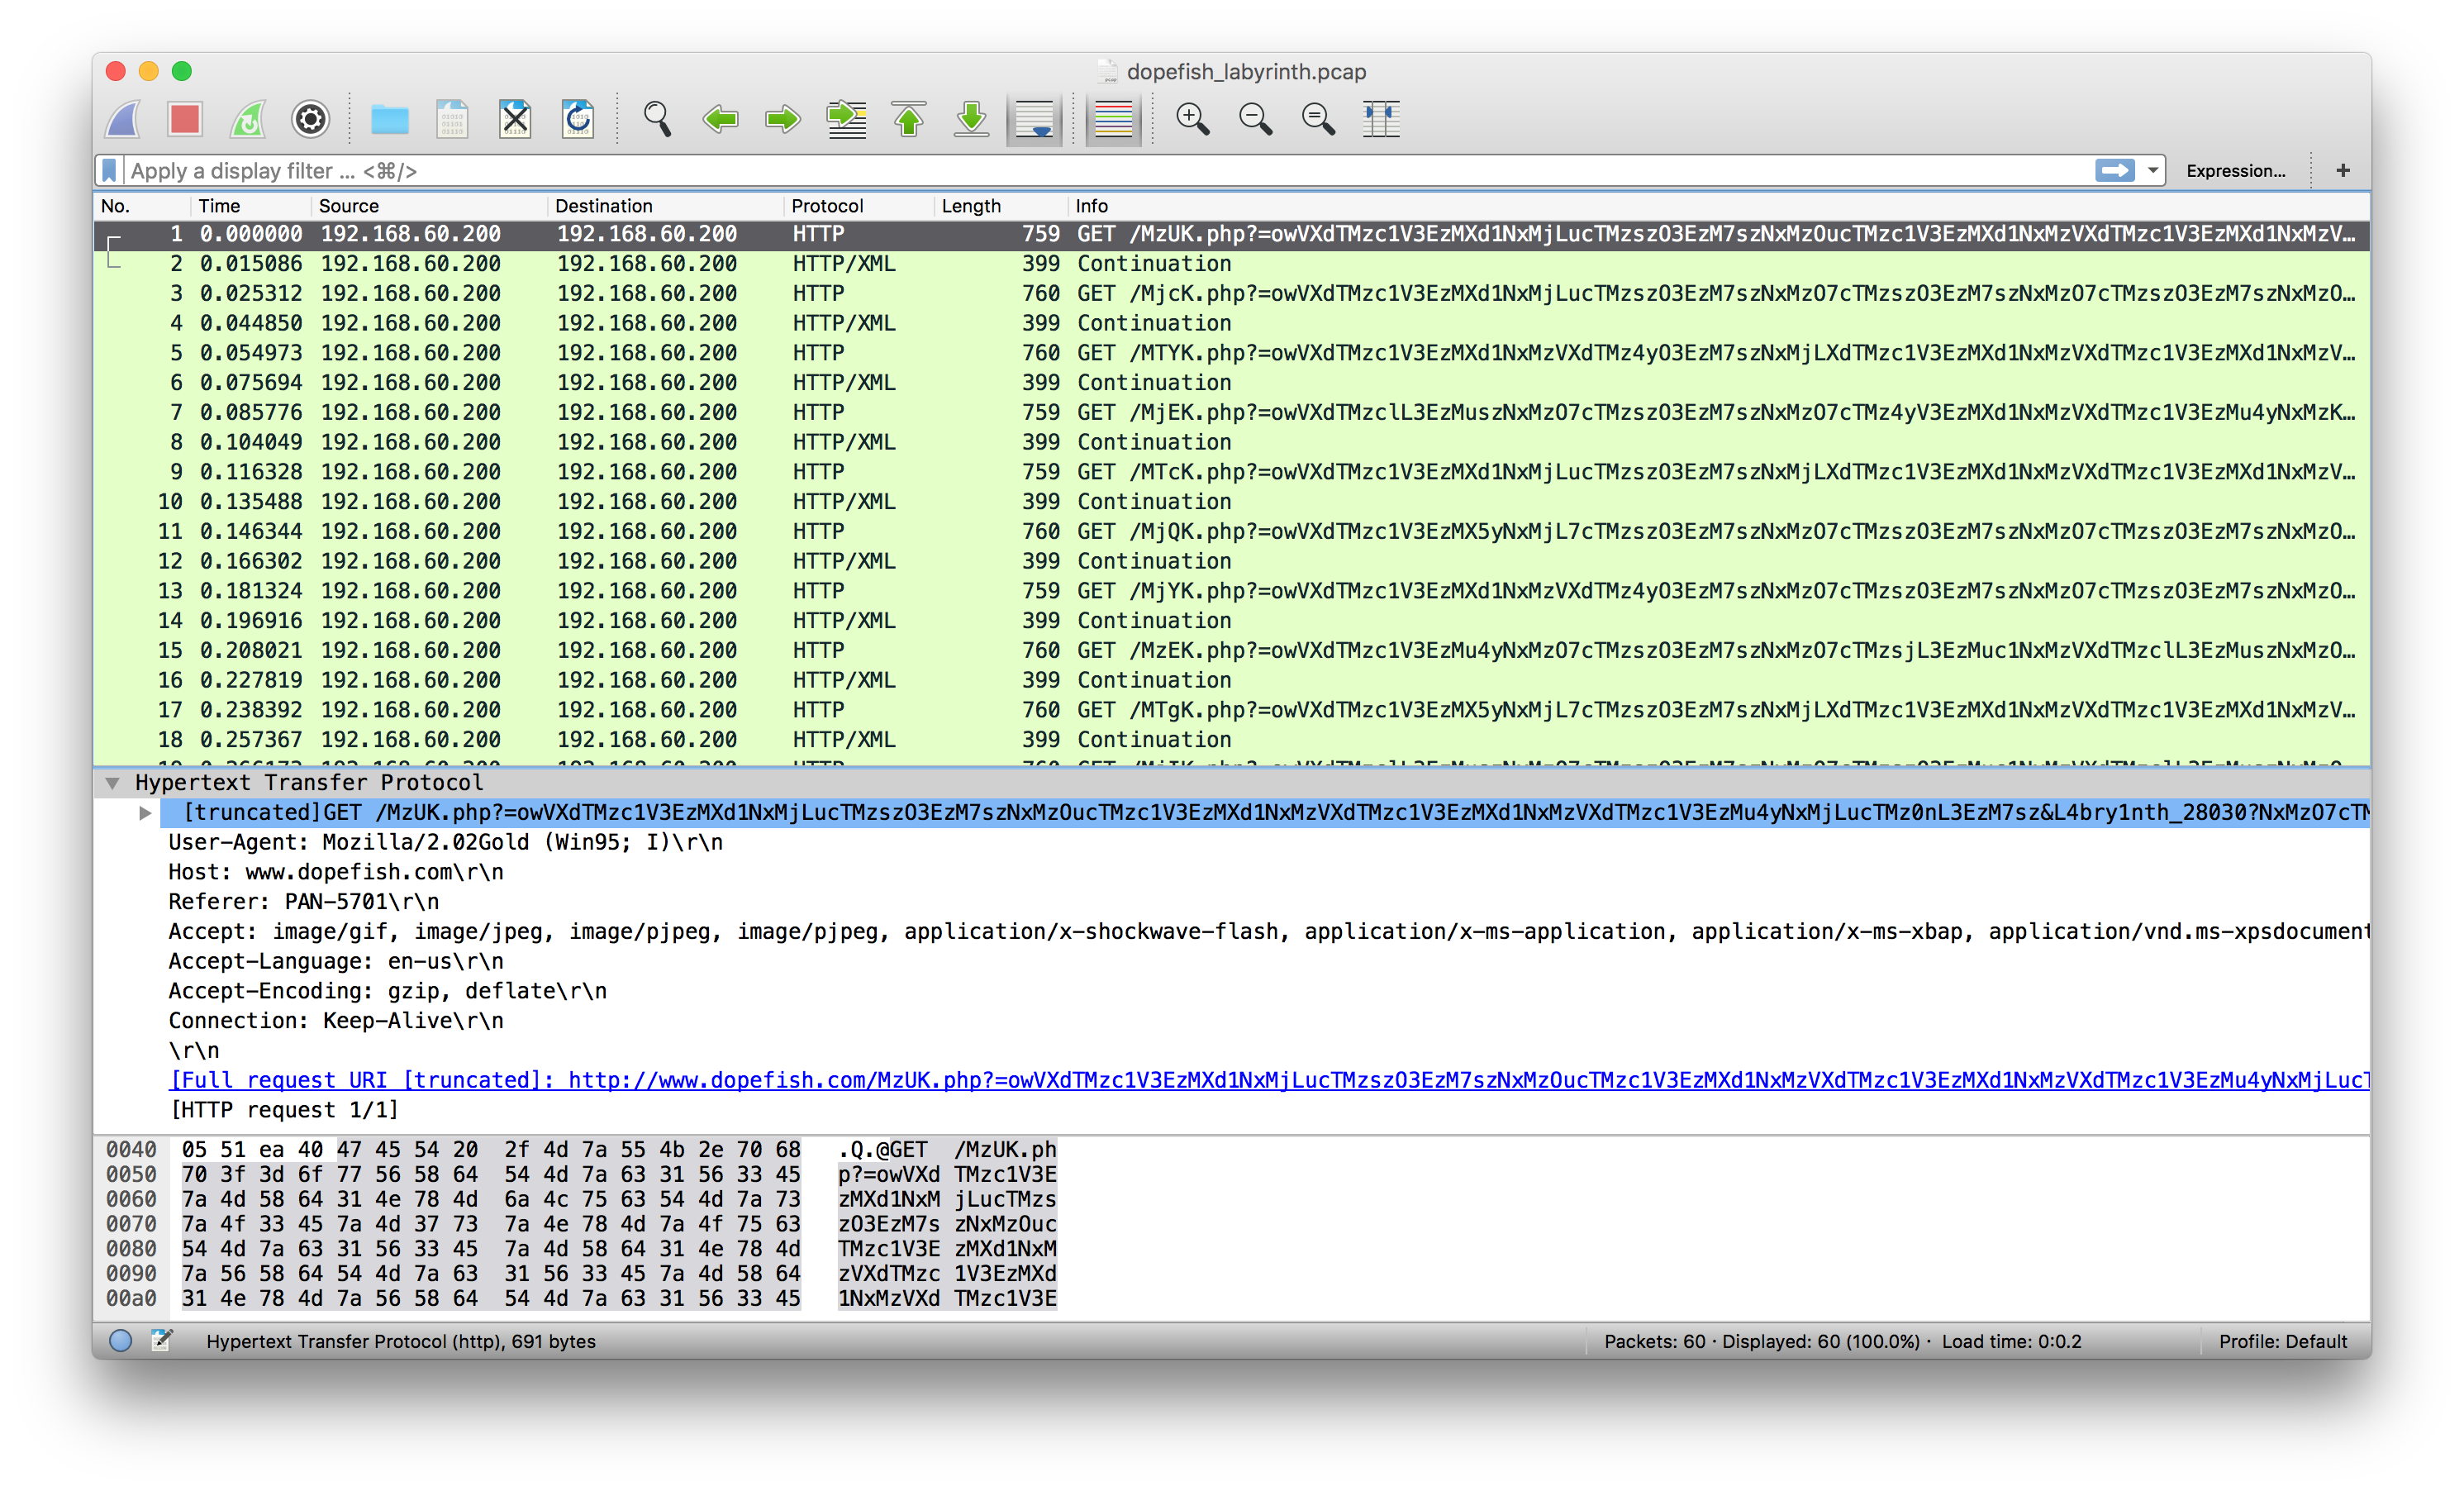 dopefish_labyrinth.pcap
Apply a display filter ... <⌘/>
Expression... +
No. Time Source Destination Protocol Length Info
1 0.000000 192.168.60.200 192.168.60.200 HTTP 759 GET /MzUK.php?=owVXdTMzc1V3EzMXd1NxMjLucTMzszO3EzM7szNxMzOucTMzc1V3EzMXd1NxMzVXdTMzc1V3EzMXd1NxMzV…
2 0.015086 192.168.60.200 192.168.60.200 HTTP/XML 399 Continuation
3 0.025312 192.168.60.200 192.168.60.200 HTTP 760 GET /MjcK.php?=owVXdTMzc1V3EzMXd1NxMjLucTMzszO3EzM7szNxMzO7cTMzszO3EzM7szNxMzO7cTMzszO3EzM7szNxMzO…
4 0.044850 192.168.60.200 192.168.60.200 HTTP/XML 399 Continuation
5 0.054973 192.168.60.200 192.168.60.200 HTTP 760 GET /MTYK.php?=owVXdTMzc1V3EzMXd1NxMzVXdTMz4yO3EzM7szNxMjLXdTMzc1V3EzMXd1NxMzVXdTMzc1V3EzMXd1NxMzV…
6 0.075694 192.168.60.200 192.168.60.200 HTTP/XML 399 Continuation
7 0.085776 192.168.60.200 192.168.60.200 HTTP 759 GET /MjEK.php?=owVXdTMzclL3EzMuszNxMzO7cTMzszO3EzM7szNxMzO7cTMz4yV3EzMXd1NxMzVXdTMzc1V3EzMu4yNxMzK…
8 0.104049 192.168.60.200 192.168.60.200 HTTP/XML 399 Continuation
9 0.116328 192.168.60.200 192.168.60.200 HTTP 759 GET /MTcK.php?=owVXdTMzc1V3EzMXd1NxMjLucTMzszO3EzM7szNxMjLXdTMzc1V3EzMXd1NxMzVXdTMzc1V3EzMXd1NxMzV…
10 0.135488 192.168.60.200 192.168.60.200 HTTP/XML 399 Continuation
11 0.146344 192.168.60.200 192.168.60.200 HTTP 760 GET /MjQK.php?=owVXdTMzc1V3EzMX5yNxMjL7cTMzszO3EzM7szNxMzO7cTMzszO3EzM7szNxMzO7cTMzszO3EzM7szNxMzO…
12 0.166302 192.168.60.200 192.168.60.200 HTTP/XML 399 Continuation
13 0.181324 192.168.60.200 192.168.60.200 HTTP 759 GET /MjYK.php?=owVXdTMzc1V3EzMXd1NxMzVXdTMz4yO3EzM7szNxMzO7cTMzszO3EzM7szNxMzO7cTMzszO3EzM7szNxMzO…
14 0.196916 192.168.60.200 192.168.60.200 HTTP/XML 399 Continuation
15 0.208021 192.168.60.200 192.168.60.200 HTTP 760 GET /MzEK.php?=owVXdTMzc1V3EzMu4yNxMzO7cTMzszO3EzM7szNxMzO7cTMzsjL3EzMuc1NxMzVXdTMzclL3EzMuszNxMzO…
16 0.227819 192.168.60.200 192.168.60.200 HTTP/XML 399 Continuation
17 0.238392 192.168.60.200 192.168.60.200 HTTP 760 GET /MTgK.php?=owVXdTMzc1V3EzMX5yNxMjL7cTMzszO3EzM7szNxMjLXdTMzc1V3EzMXd1NxMzVXdTMzc1V3EzMXd1NxMzV…
18 0.257367 192.168.60.200 192.168.60.200 HTTP/XML 399 Continuation
Hypertext Transfer Protocol
[truncated]GET /MzUK.php?=owVXdTMzc1V3EzMXd1NxMjLucTMzszO3EzM7szNxMzOucTMzc1V3EzMXd1NxMzVXdTMzc1V3EzMXd1NxMzVXdTMzc1V3EzMu4yNxMjLucTMz0nL3EzM7sz&L4bry1nth_28030?NxMzO7cTM
User-Agent: Mozilla/2.02Gold (Win95; I)\r\n
Host: www.dopefish.com\r\n
Referer: PAN-5701\r\n
Accept: image/gif, image/jpeg, image/pjpeg, image/pjpeg, application/x-shockwave-flash, application/x-ms-application, application/x-ms-xbap, application/vnd.ms-xpsdocument
Accept-Language: en-us\r\n
Accept-Encoding: gzip, deflate\r\n
Connection: Keep-Alive\r\n
\r\n
[Full request URI [truncated]: http://www.dopefish.com/MzUK.php?=owVXdTMzc1V3EzMXd1NxMjLucTMzszO3EzM7szNxMzOucTMzc1V3EzMXd1NxMzVXdTMzc1V3EzMXd1NxMzVXdTMzc1V3EzMu4yNxMjLucT
[HTTP request 1/1]
0040 05 51 ea 40 47 45 54 20 2f 4d 7a 55 4b 2e 70 68 .Q.@GET /MzUK.ph
0050 70 3f 3d 6f 77 56 58 64 54 4d 7a 63 31 56 33 45 p?=owVXd TMzc1V3E
0060 7a 4d 58 64 31 4e 78 4d 6a 4c 75 63 54 4d 7a 73 zMXd1NxM jLucTMzs
0070 7a 4f 33 45 7a 4d 37 73 7a 4e 78 4d 7a 4f 75 63 zO3EzM7s zNxMzOuc
0080 54 4d 7a 63 31 56 33 45 7a 4d 58 64 31 4e 78 4d TMzc1V3E zMXd1NxM
0090 7a 56 58 64 54 4d 7a 63 31 56 33 45 7a 4d 58 64 zVXdTMzc 1V3EzMXd
00a0 31 4e 78 4d 7a 56 58 64 54 4d 7a 63 31 56 33 45 1NxMzVXd TMzc1V3E
Hypertext Transfer Protocol (http), 691 bytes
Packets: 60 · Displayed: 60 (100.0%) · Load time: 0:0.2
Profile: Default